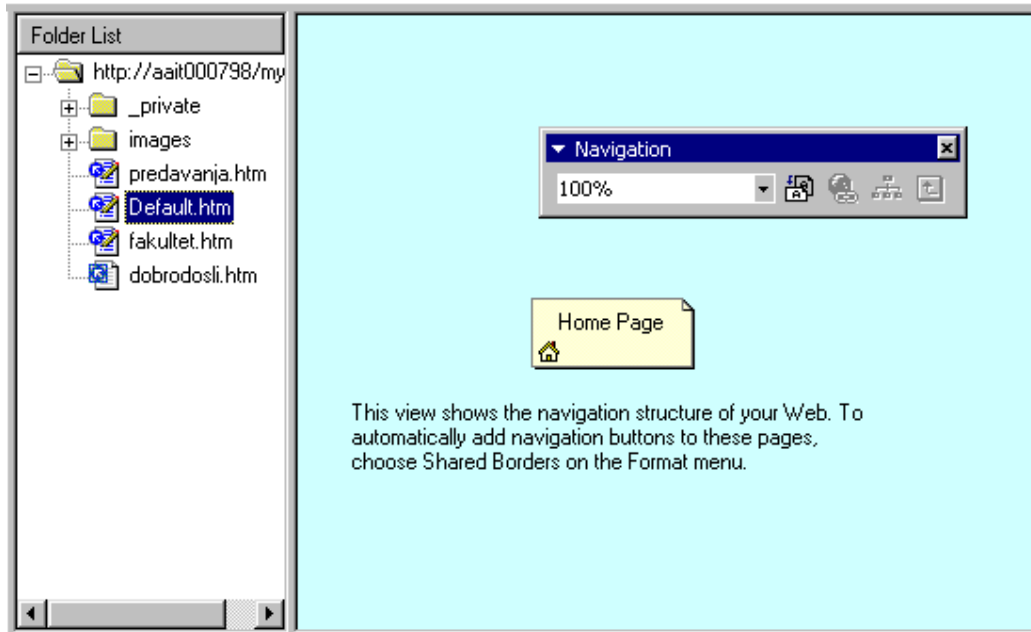 Folder List
http://aait000798/my
_private
images
predavanja.htm
Default.htm
fakultet.htm
dobrodosli.htm
Navigation
100%
Home Page
This view shows the navigation structure of your Web. To
automatically add navigation buttons to these pages,
choose Shared Borders on the Format menu.